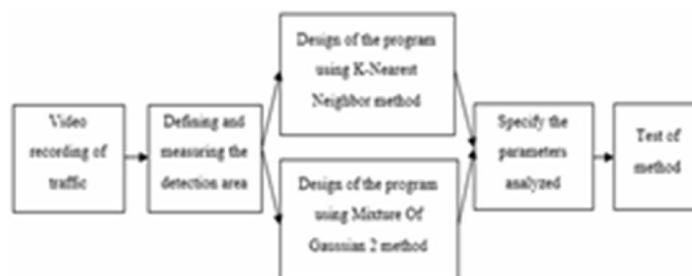 Video
recording of
traffic
Defining and
measuring the
detection area
Design of the program
using K-Nearest
Neighbor method
Design of the program
using Mixture Of
Gaussian 2 method
Specify the
parameters
analyzed
Test of
method